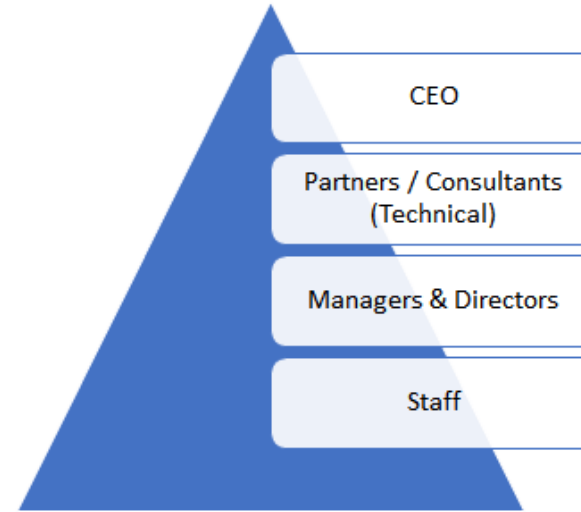 CEO
Partners / Consultants
(Technical)
Managers & Directors
Staff